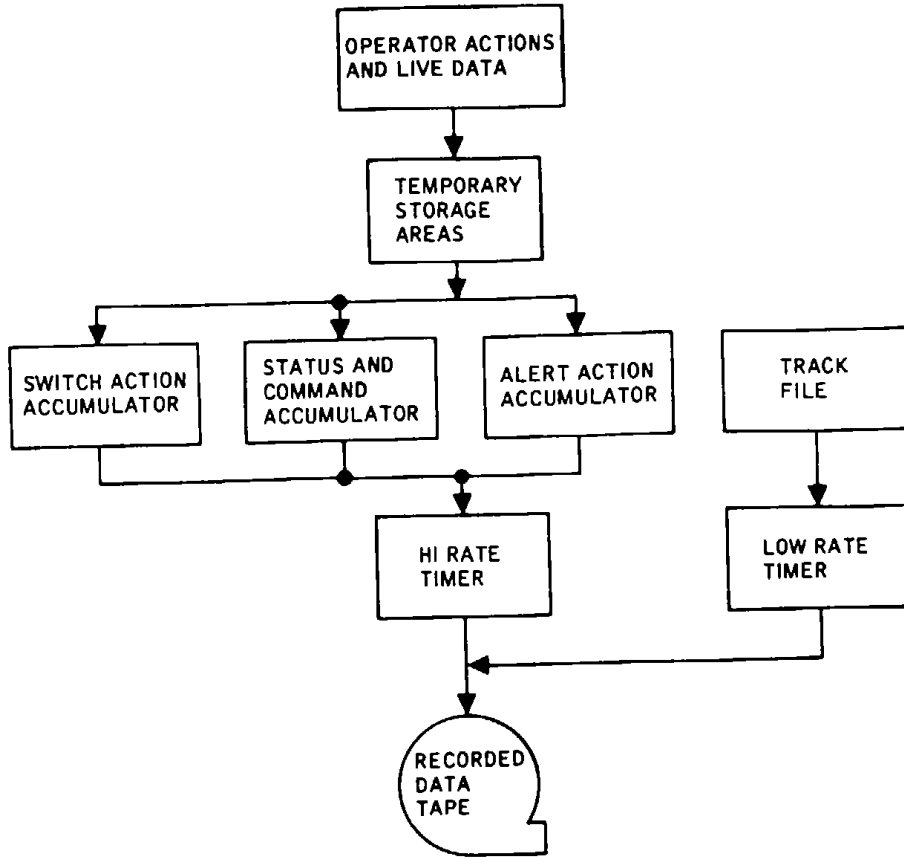 OPERATOR ACTIONS
AND LIVE DATA
TEMPORARY
STORAGE
AREAS
SWITCH ACTION
ACCUMULATOR
STATUS AND
COMMAND
ACCUMULATOR
ALERT ACTION
ACCUMULATOR
TRACK
FILE
HI RATE
TIMER
LOW RATE
TIMER
RECORDED
DATA
TAPE